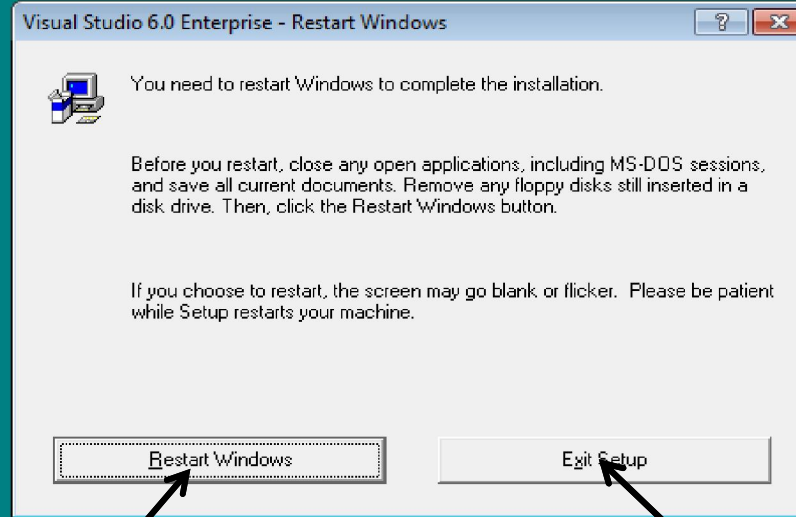 Visual Studio 6.0 Enterprise - Restart Windows
You need to restart Windows to complete the installation.
Before you restart, close any open applications, including MS-DOS sessions,
and save all current documents. Remove any floppy disks still inserted in a
disk drive. Then, click the Restart Windows button.
If you choose to restart, the screen may go blank or flicker.  Please be patient
while Setup restarts your machine.
Restart Windows
Exit Setup